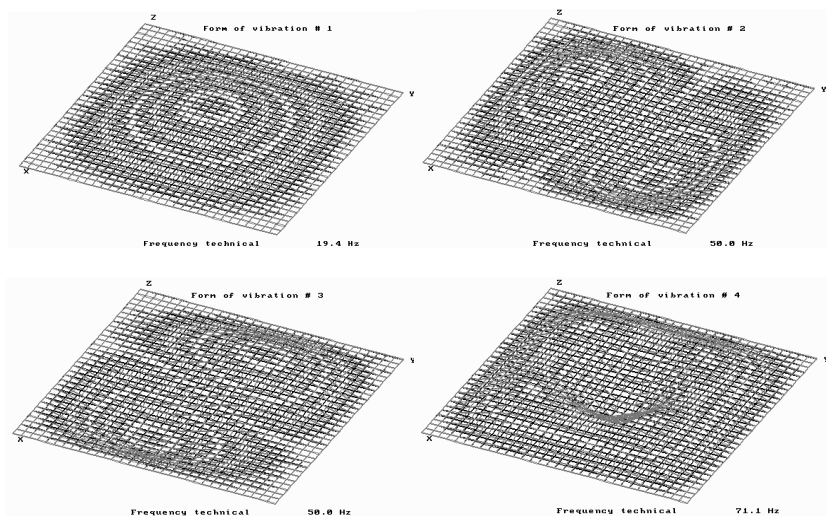 Z
Form of vibration # 1
Y
X
Frequency technical 19.4 Hz
Z
Form of vibration # 2
Y
X
Frequency technical 50.0 Hz
Z
Form of vibration # 3
Y
X
Frequency technical 50.0 Hz
Z
Form of vibration # 4
Y
X
Frequency technical 71.1 Hz